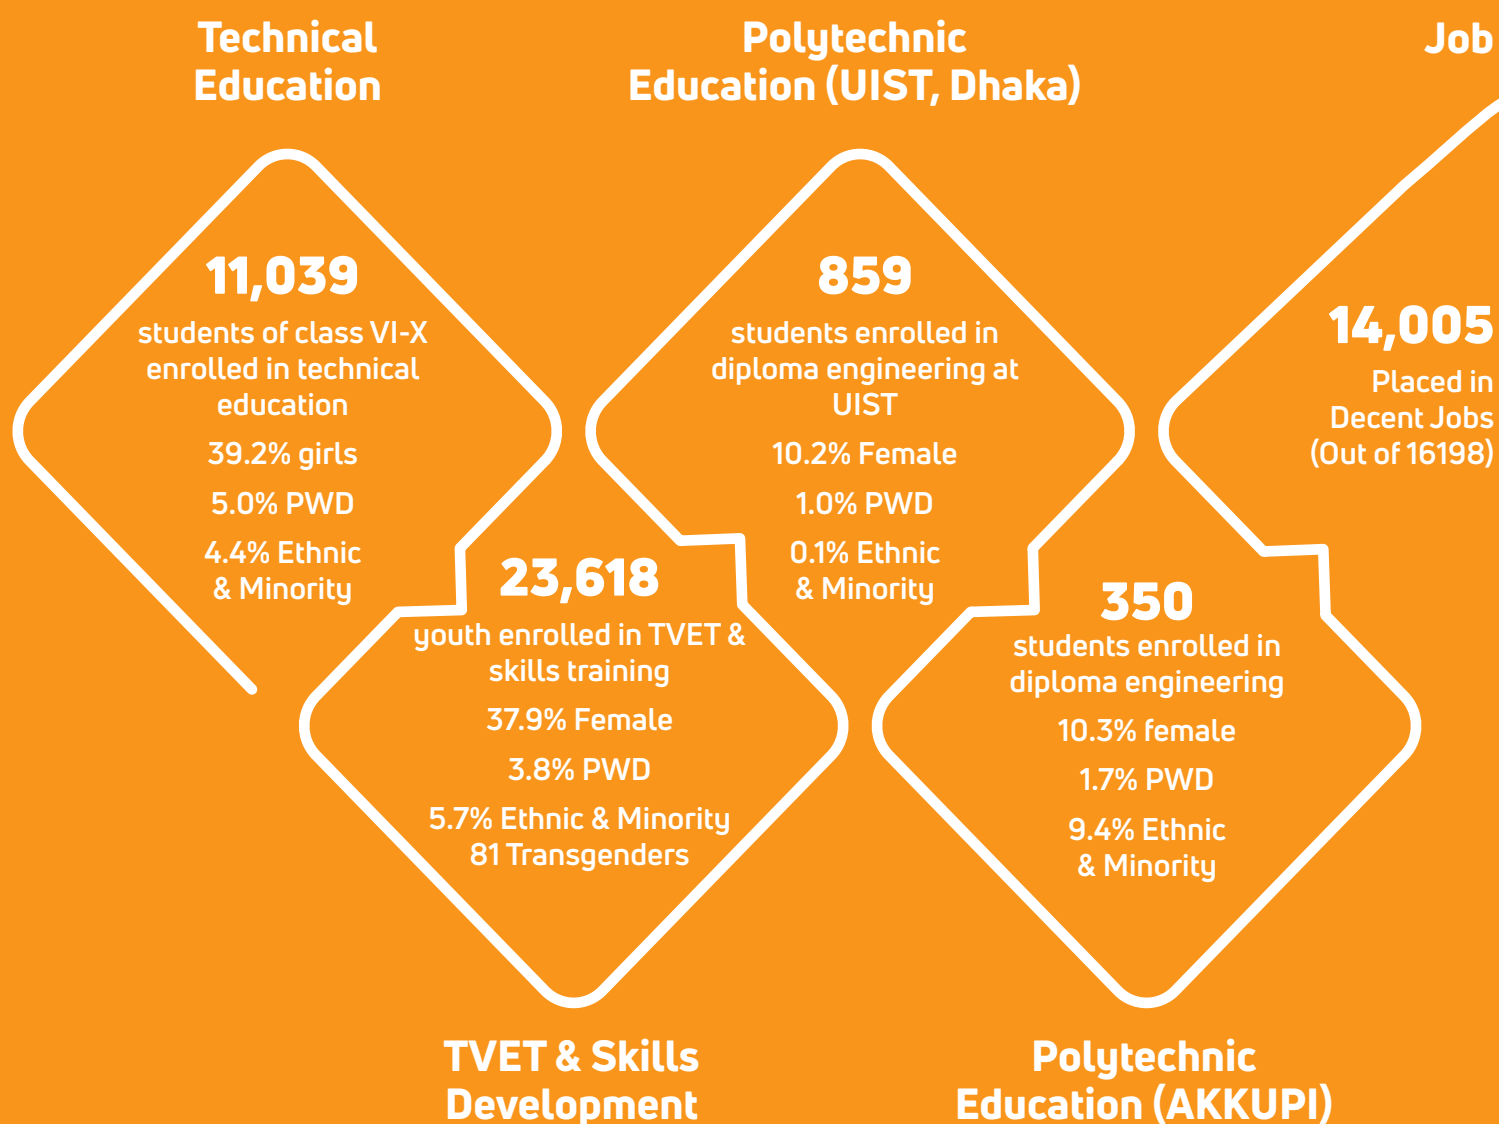 Technical
Education
11,039
students of class VI-X
enrolled in technical
education
39.2% girls
5.0% PWD
4.4% Ethnic
& Minority
23,618
youth enrolled in TVET &
skills training
37.9% Female
3.8% PWD
5.7% Ethnic & Minority
81 Transgenders
TVET & Skills
Development
Polytechnic
Education (UIST, Dhaka)
859
students enrolled in
diploma engineering at
UIST
10.2% Female
1.0% PWD
0.1% Ethnic
& Minority
350
students enrolled in
diploma engineering
10.3% female
1.7% PWD
9.4% Ethnic
& Minority
Polytechnic
Education (AKKUPI)
Job
14,005
Placed in
Decent Jobs
(Out of 16198)